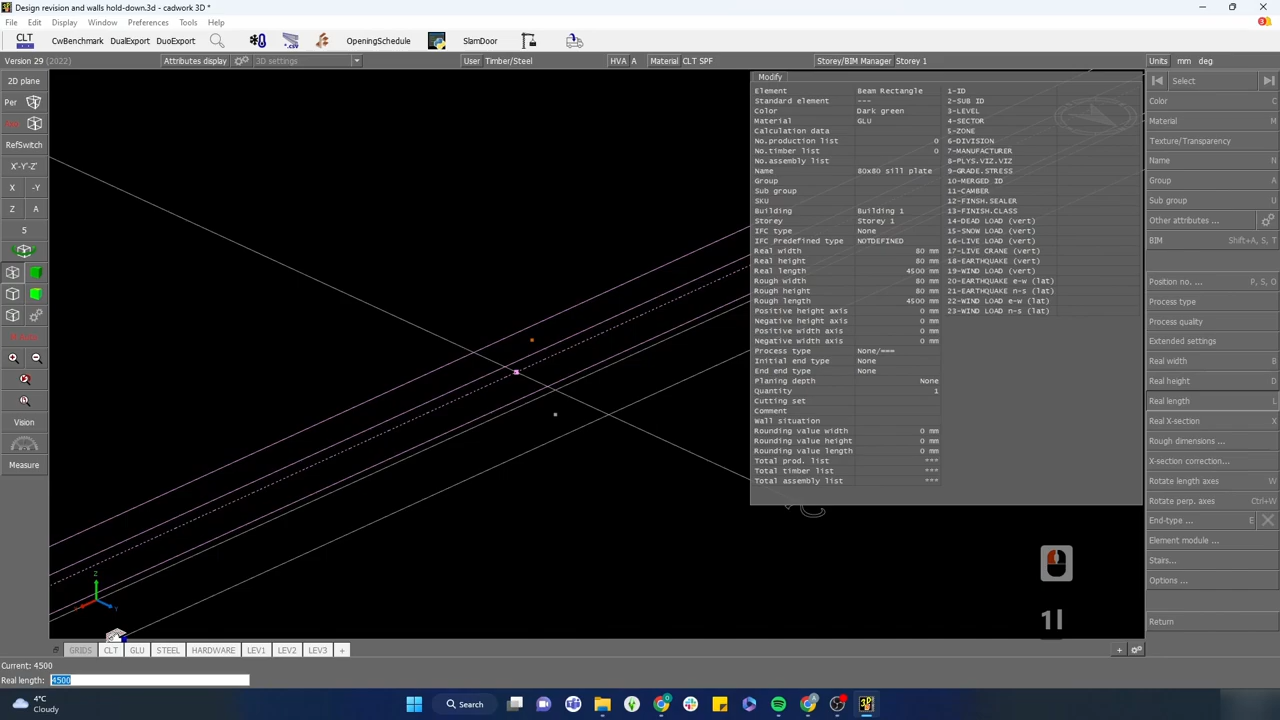 Design revision and walls hold-down.3d - cadwork 3D *
File Edit Display Window Preferences Tools Help
CLT CwBenchmark DualExport DuoExport .csv OpeningSchedule SlamDoor
Version 29 (2022) Attributes display 3D settings User Timber/Steel HVA A Material CLT SPF Storey/BIM Manager Storey 1 Units mm deg
2D plane
Per
RefSwitch
X'-Y'-Z'
X -Y
Z A
5
Vision
Measure
Modify
Element Beam Rectangle 1-ID
Standard element --- 2-SUB ID
Color Dark green 3-LEVEL
Material GLU 4-SECTOR
Calculation data 5-ZONE
No.production list 0 6-DIVISION
No.timber list 0 7-MANUFACTURER
No.assembly list 8-PLYS.VIZ.VIZ
Name 80x80 sill plate 9-GRADE.STRESS
Group 10-MERGED ID
Sub group 11-CAMBER
SKU 12-FINSH.SEALER
Building Building 1 13-FINISH.CLASS
Storey Storey 1 14-DEAD LOAD (vert)
IFC type None 15-SNOW LOAD (vert)
IFC Predefined type NOTDEFINED 16-LIVE LOAD (vert)
Real width 80 mm 17-LIVE CRANE (vert)
Real height 80 mm 18-EARTHQUAKE (vert)
Real length 4500 mm 19-WIND LOAD (vert)
Rough width 80 mm 20-EARTHQUAKE e-w (lat)
Rough height 80 mm 21-EARTHQUAKE n-s (lat)
Rough length 4500 mm 22-WIND LOAD e-w (lat)
Positive height axis 0 mm 23-WIND LOAD n-s (lat)
Negative height axis 0 mm
Positive width axis 0 mm
Negative width axis 0 mm
Process type None/===
Initial end type None
End end type None
Planing depth None
Quantity 1
Cutting set
Comment
Wall situation
Rounding value width 0 mm
Rounding value height 0 mm
Rounding value length 0 mm
Total prod. list ***
Total timber list ***
Total assembly list ***
Select
Color C
Material M
Texture/Transparency
Name N
Group A
Sub group U
Other attributes ...
BIM Shift+A, S, T
Position no. ... P, S, O
Process type
Process quality
Extended settings
Real width B
Real height D
Real length L
Real X-section X
Rough dimensions ...
X-section correction...
Rotate length axes W
Rotate perp. axes Ctrl+W
End-type ... E
Element module ...
Stairs...
Options ...
Return
1l
Z
GRIDS CLT GLU STEEL HARDWARE LEV1 LEV2 LEV3 +
Current: 4500
Real length: 4500
4°C
Cloudy
Search